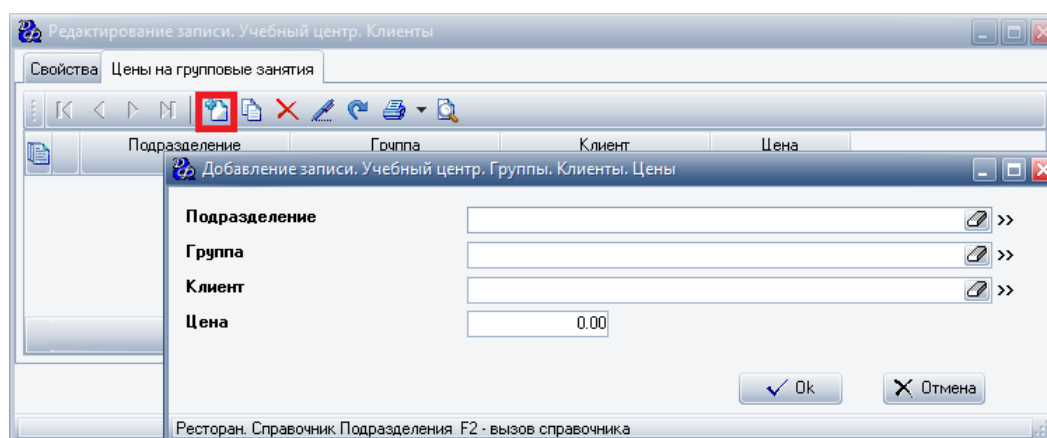 Редактирование записи. Учебный центр. Клиенты
Свойства Цены на групповые занятия
Подразделение Группа Клиент Цена
Добавление записи. Учебный центр. Группы. Клиенты. Цены
Подразделение >>
Группа >>
Клиент >>
Цена 0.00
Ok Отмена
Ресторан. Справочник Подразделения F2 - вызов справочника